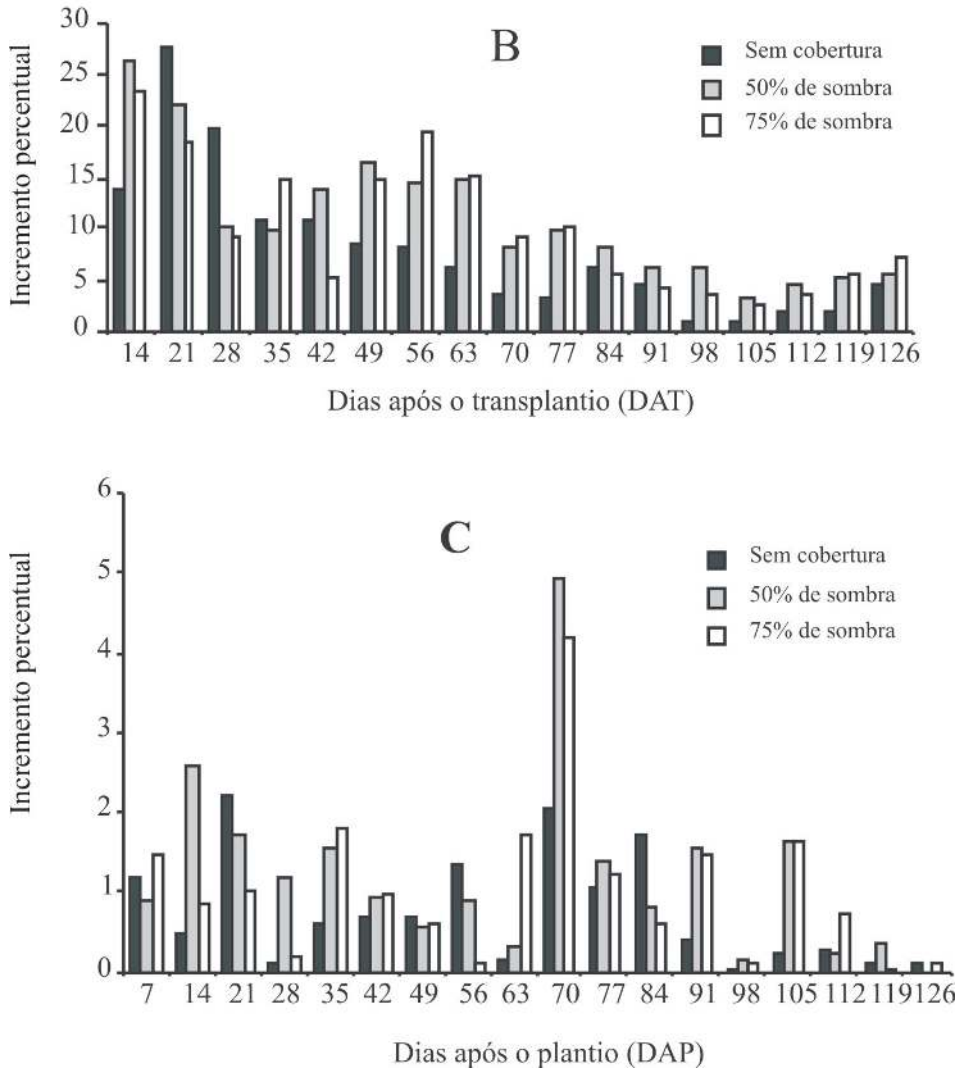 B
Sem cobertura
50% de sombra
75% de sombra
Incremento percentual
30
25
20
15
10
5
0
14 21 28 35 42 49 56 63 70 77 84 91 98 105 112 119 126
Dias após o transplantio (DAT)
C
Sem cobertura
50% de sombra
75% de sombra
Incremento percentual
6
5
4
3
2
1
0
7 14 21 28 35 42 49 56 63 70 77 84 91 98 105 112 119 126
Dias após o plantio (DAP)